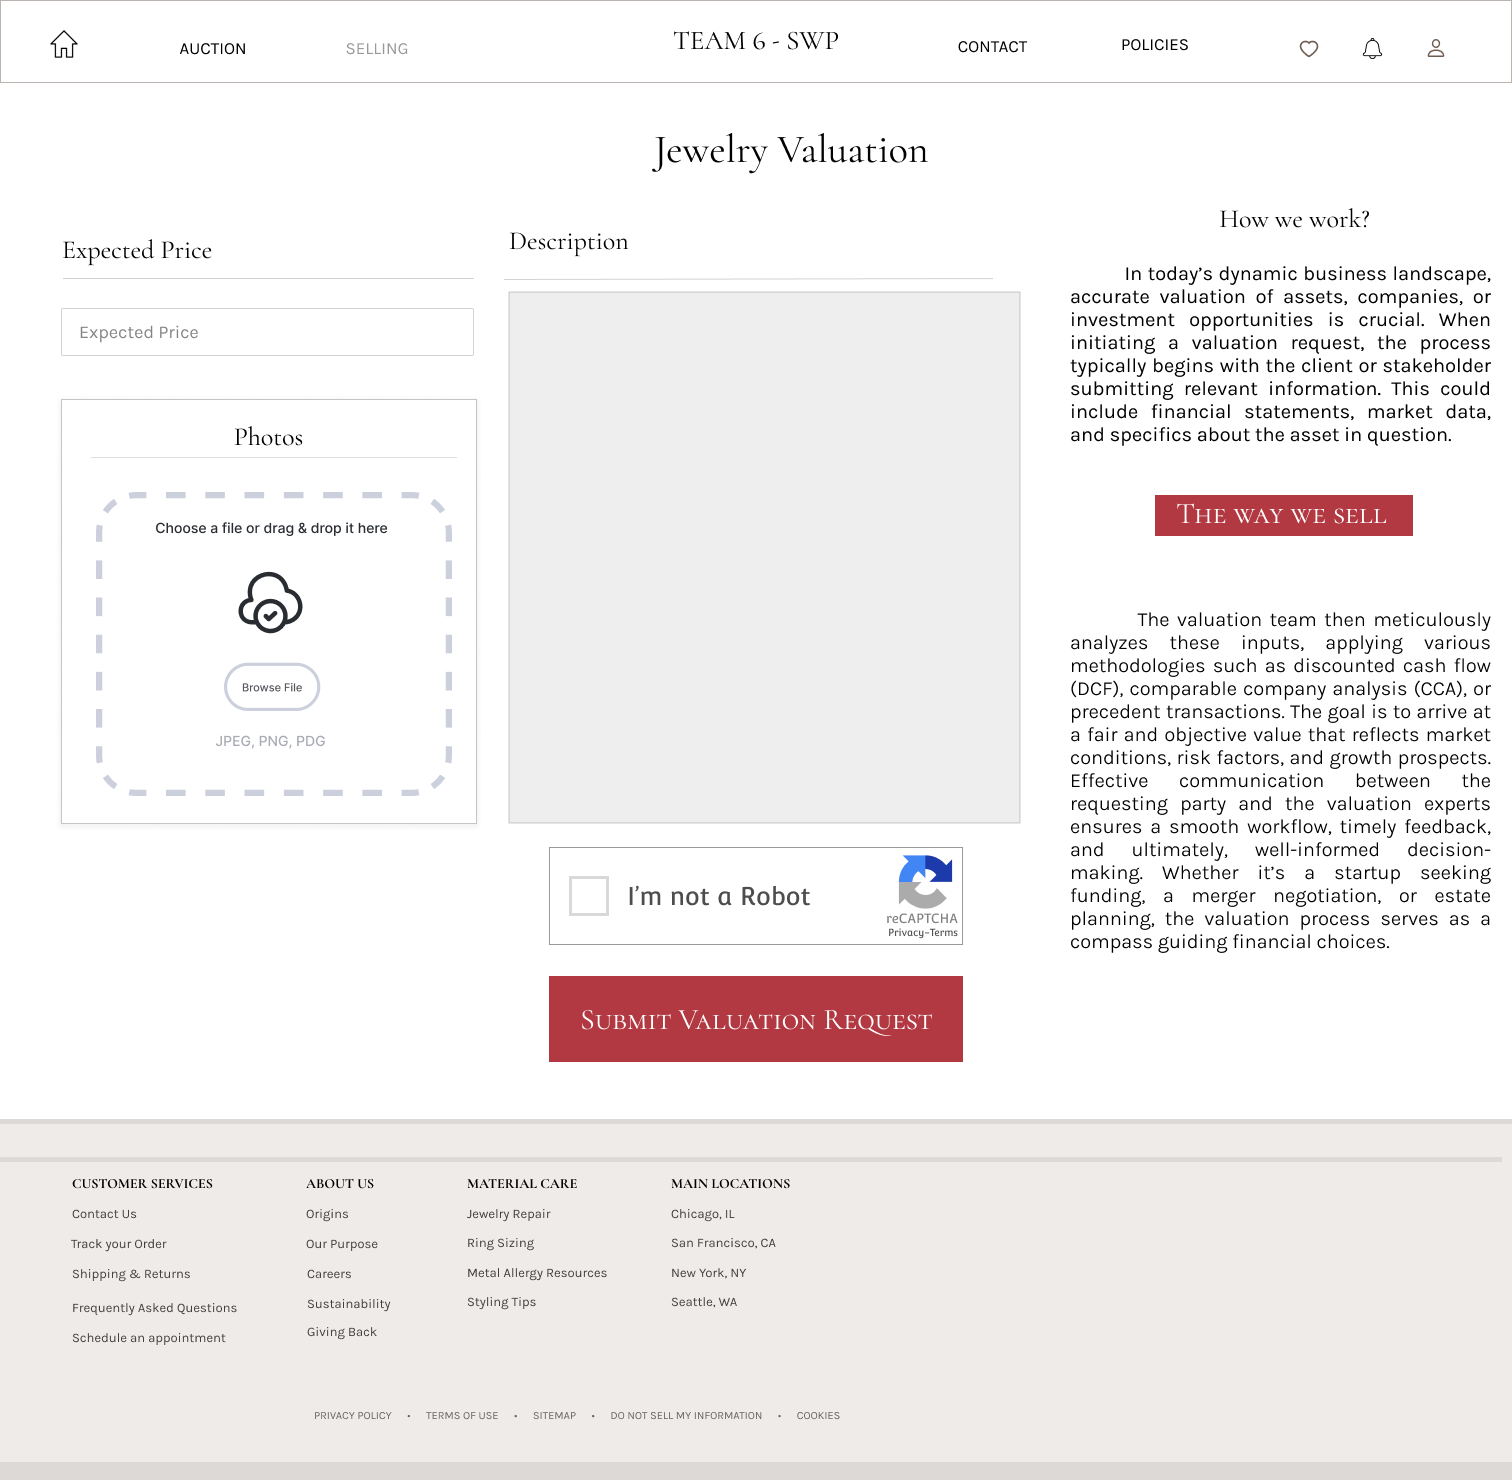 AUCTION
SELLING
TEAM 6 - SWP
CONTACT
POLICIES
Jewelry Valuation
Expected Price
Expected Price
Photos
Choose a file or drag & drop it here
Browse File
JPEG, PNG, PDG
Description
I'm not a Robot
reCAPTCHA
Privacy-Terms
Submit Valuation Request
How we work?
In today's dynamic business landscape,
accurate valuation of assets, companies, or
investment opportunities is crucial. When
initiating a valuation request, the process
typically begins with the client or stakeholder
submitting relevant information. This could
include financial statements, market data,
and specifics about the asset in question.
The way we sell
The valuation team then meticulously
analyzes these inputs, applying various
methodologies such as discounted cash flow
(DCF), comparable company analysis (CCA), or
precedent transactions. The goal is to arrive at
a fair and objective value that reflects market
conditions, risk factors, and growth prospects.
Effective communication between the
requesting party and the valuation experts
ensures a smooth workflow, timely feedback,
and ultimately, well-informed decision-
making. Whether it's a startup seeking
funding, a merger negotiation, or estate
planning, the valuation process serves as a
compass guiding financial choices.
CUSTOMER SERVICES
Contact Us
Track your Order
Shipping & Returns
Frequently Asked Questions
Schedule an appointment
ABOUT US
Origins
Our Purpose
Careers
Sustainability
Giving Back
MATERIAL CARE
Jewelry Repair
Ring Sizing
Metal Allergy Resources
Styling Tips
MAIN LOCATIONS
Chicago, IL
San Francisco, CA
New York, NY
Seattle, WA
PRIVACY POLICY • TERMS OF USE • SITEMAP • DO NOT SELL MY INFORMATION • COOKIES